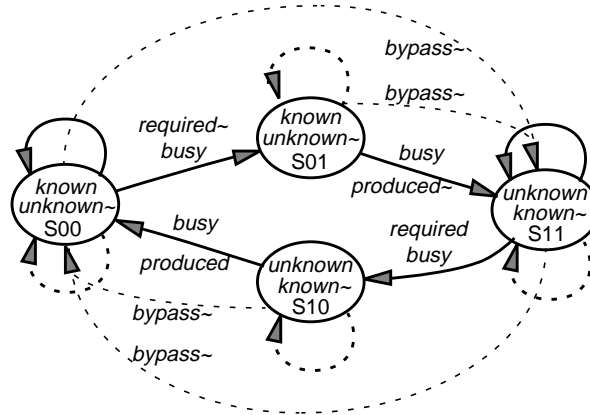 bypass~
bypass~
known
unknown~
S01
required~
busy
busy
produced~
known
unknown~
S00
unknown
known~
S11
busy
produced
required
busy
unknown
known~
S10
bypass~
bypass~